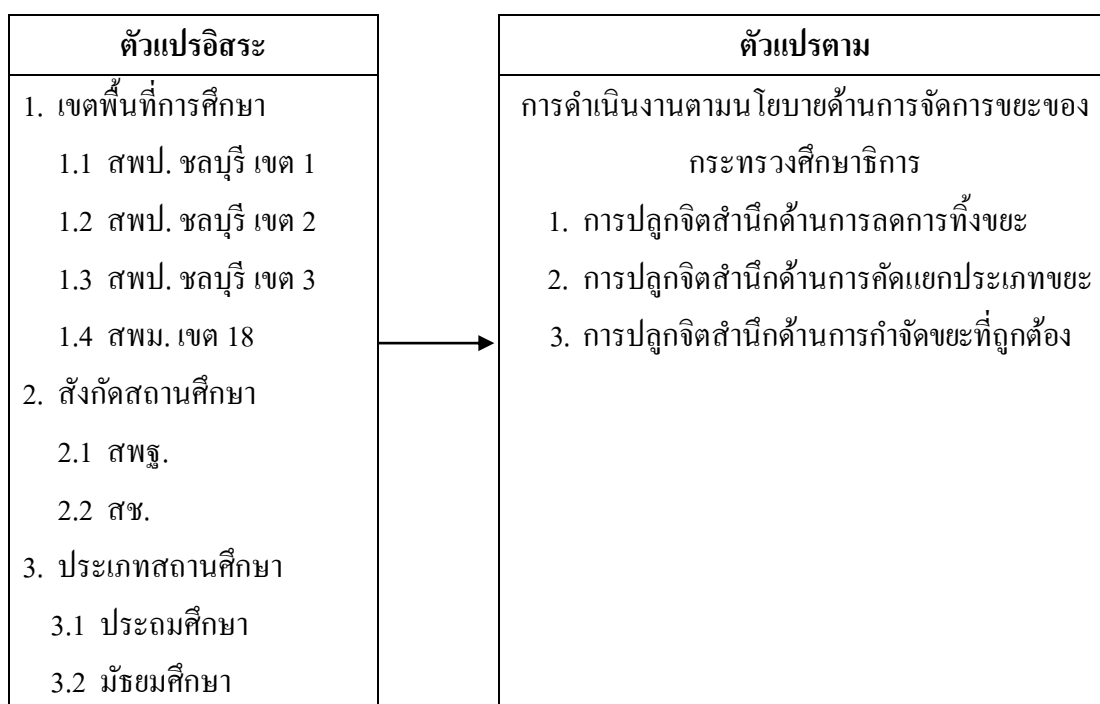 ตัวแปรอิสระ
1. เขตพื้นที่การศึกษา
1.1 สพป. ชลบุรี เขต 1
1.2 สพป. ชลบุรี เขต 2
1.3 สพป. ชลบุรี เขต 3
1.4 สพม. เขต 18
2. สังกัดสถานศึกษา
2.1 สพฐ.
2.2 สช.
3. ประเภทสถานศึกษา
3.1 ประถมศึกษา
3.2 มัธยมศึกษา
ตัวแปรตาม
การดำเนินงานตามนโยบายด้านการจัดการขยะของ
กระทรวงศึกษาธิการ
1. การปลูกจิตสำนึกด้านการลดการทิ้งขยะ
2. การปลูกจิตสำนึกด้านการคัดแยกประเภทขยะ
3. การปลูกจิตสำนึกด้านการกำจัดขยะที่ถูกต้อง